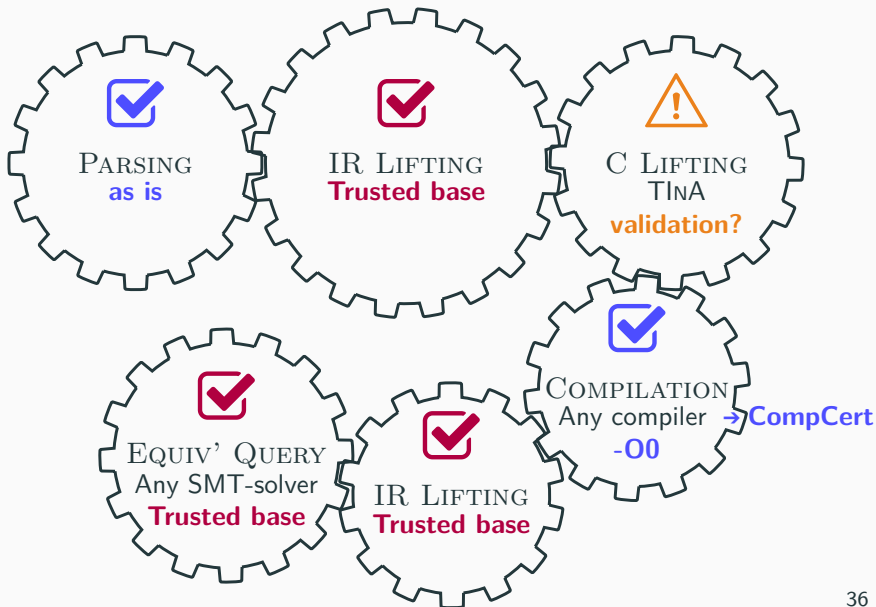 PARSING
as is
IR LIFTING
Trusted base
C LIFTING
TINA
validation?
COMPILATION
Any compiler → CompCert
-O0
EQUIV' QUERY
Any SMT-solver
Trusted base
IR LIFTING
Trusted base
36